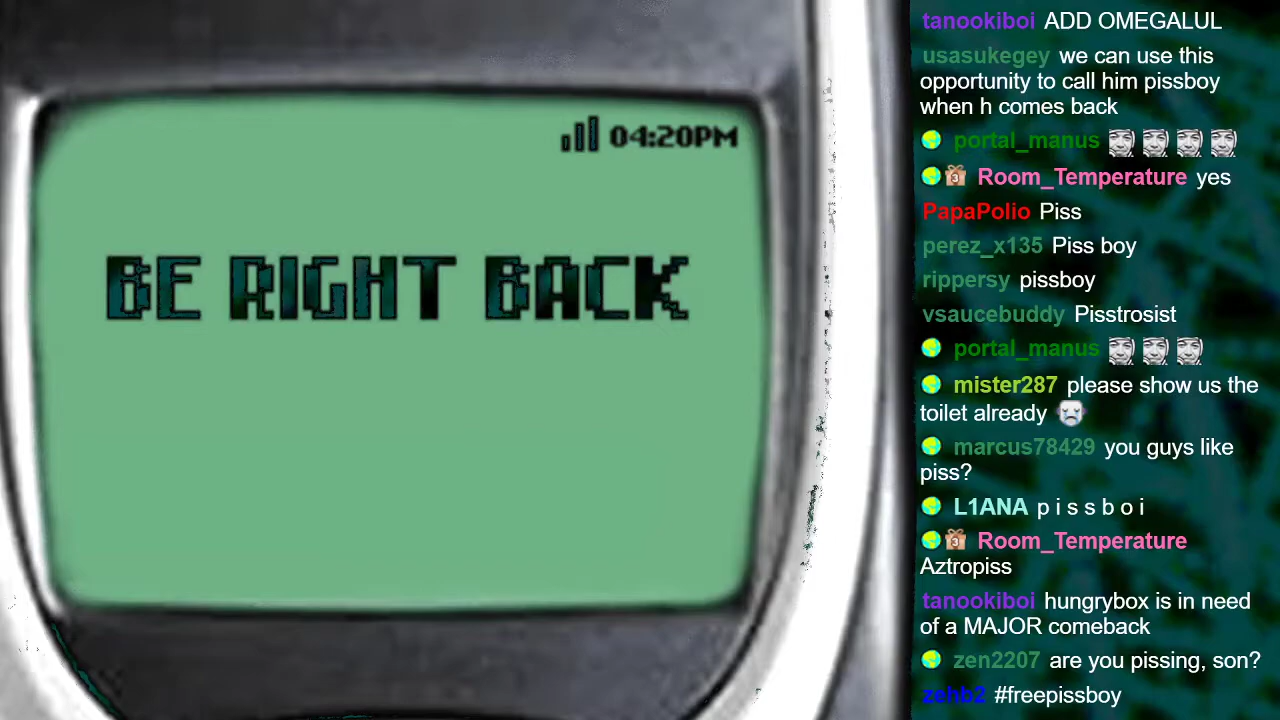 04:20PM
BE RIGHT BACK
tanookiboi ADD OMEGALUL
usasukegey we can use this
opportunity to call him pissboy
when h comes back
portal_manus
3 Room_Temperature yes
PapaPolio Piss
perez_x135 Piss boy
rippersy pissboy
vsaucebuddy Pisstrosist
portal_manus
mister287 please show us the
toilet already
marcus78429 you guys like
piss?
L1ANA p i s s b o i
3 Room_Temperature
Aztropiss
tanookiboi hungrybox is in need
of a MAJOR comeback
zen2207 are you pissing, son?
zehb2 #freepissboy